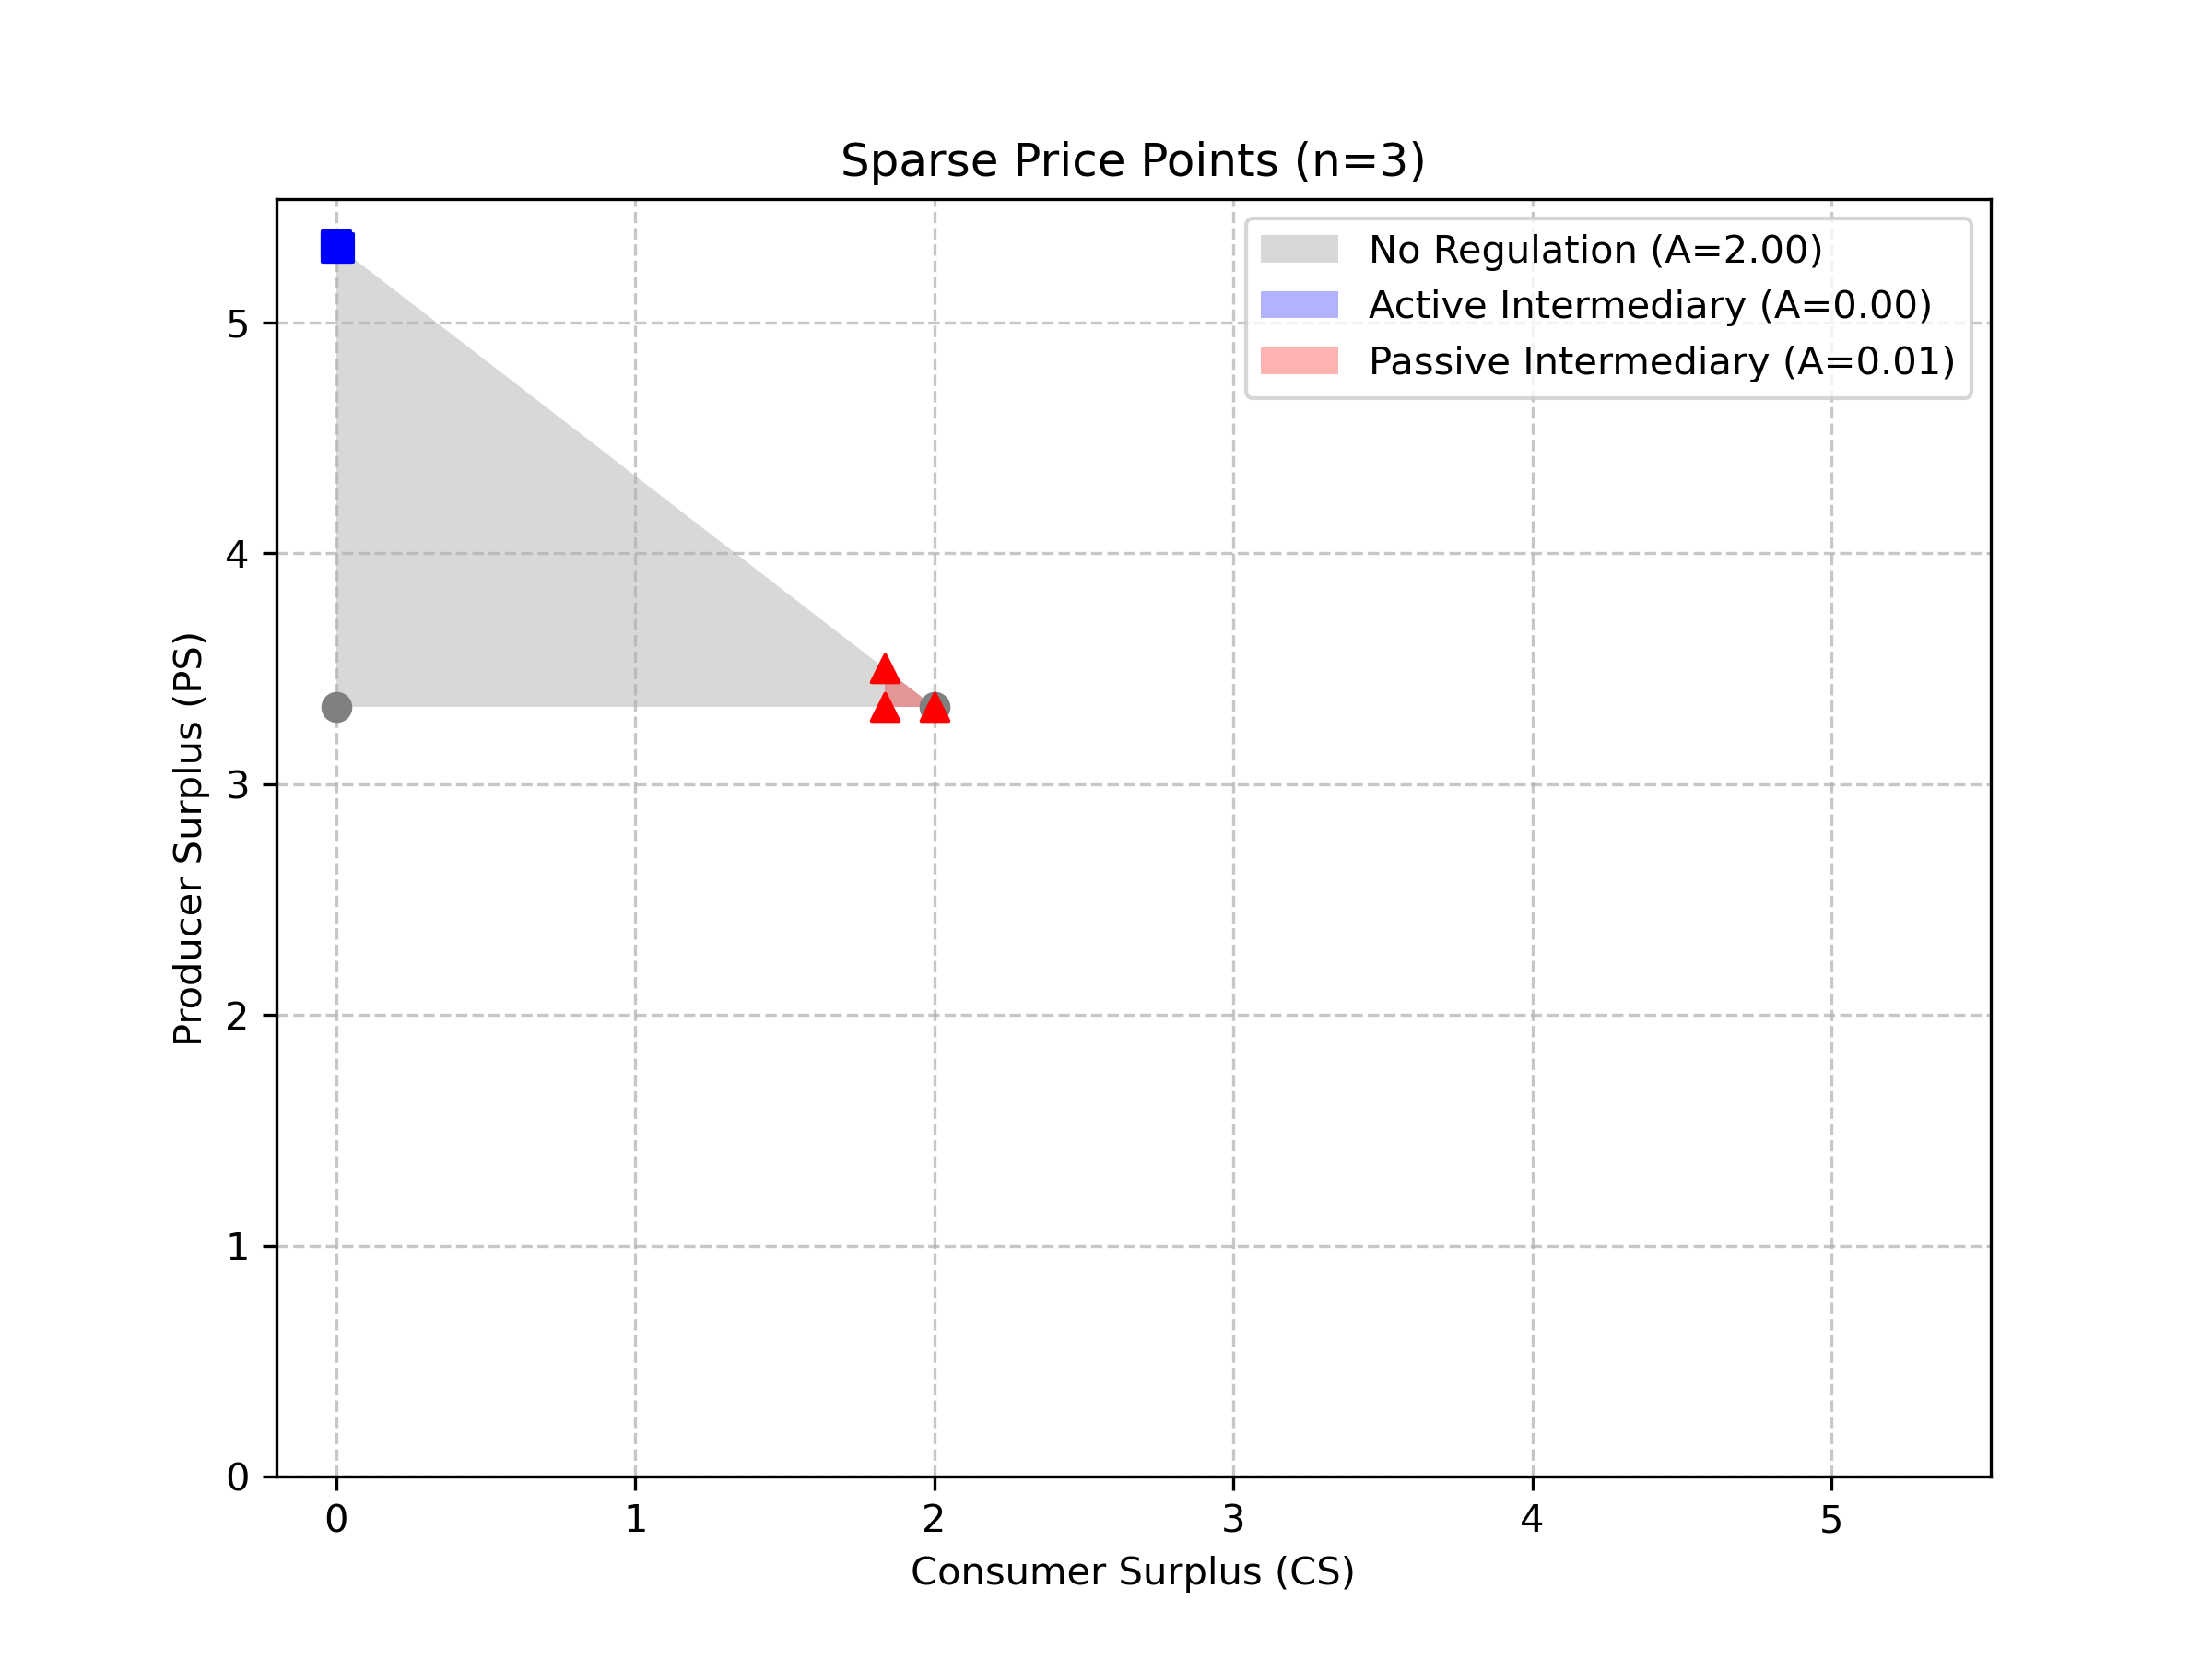 Sparse Price Points (n=3)
No Regulation (A=2.00)
Active Intermediary (A=0.00)
Passive Intermediary (A=0.01)
Producer Surplus (PS)
5
4
3
2
1
0
0 1 2 3 4 5
Consumer Surplus (CS)